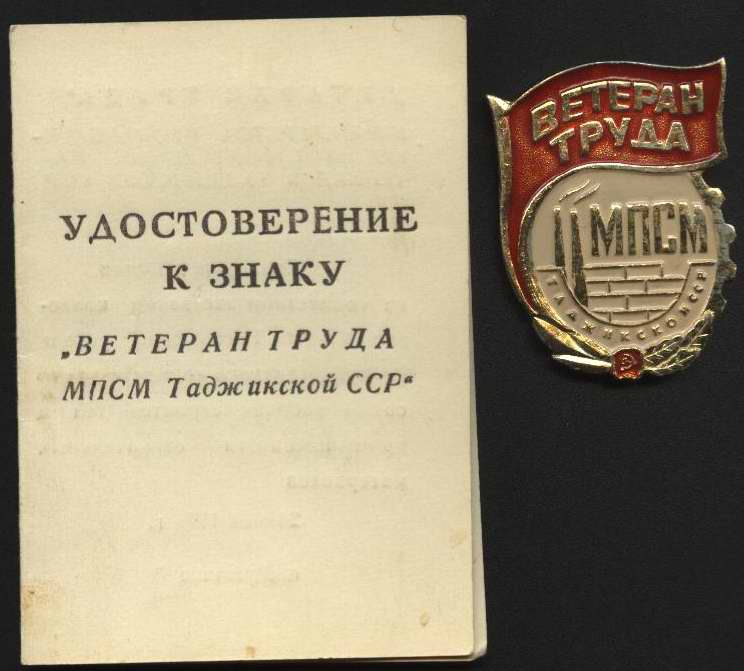 УДОСТОВЕРЕНИЕ
К ЗНАКУ
„ВЕТЕРАН ТРУДА
МПСМ Таджикской ССР“
ВЕТЕРАН
ТРУДА
МПСМ
ТАДЖИКСКОЙ ССР